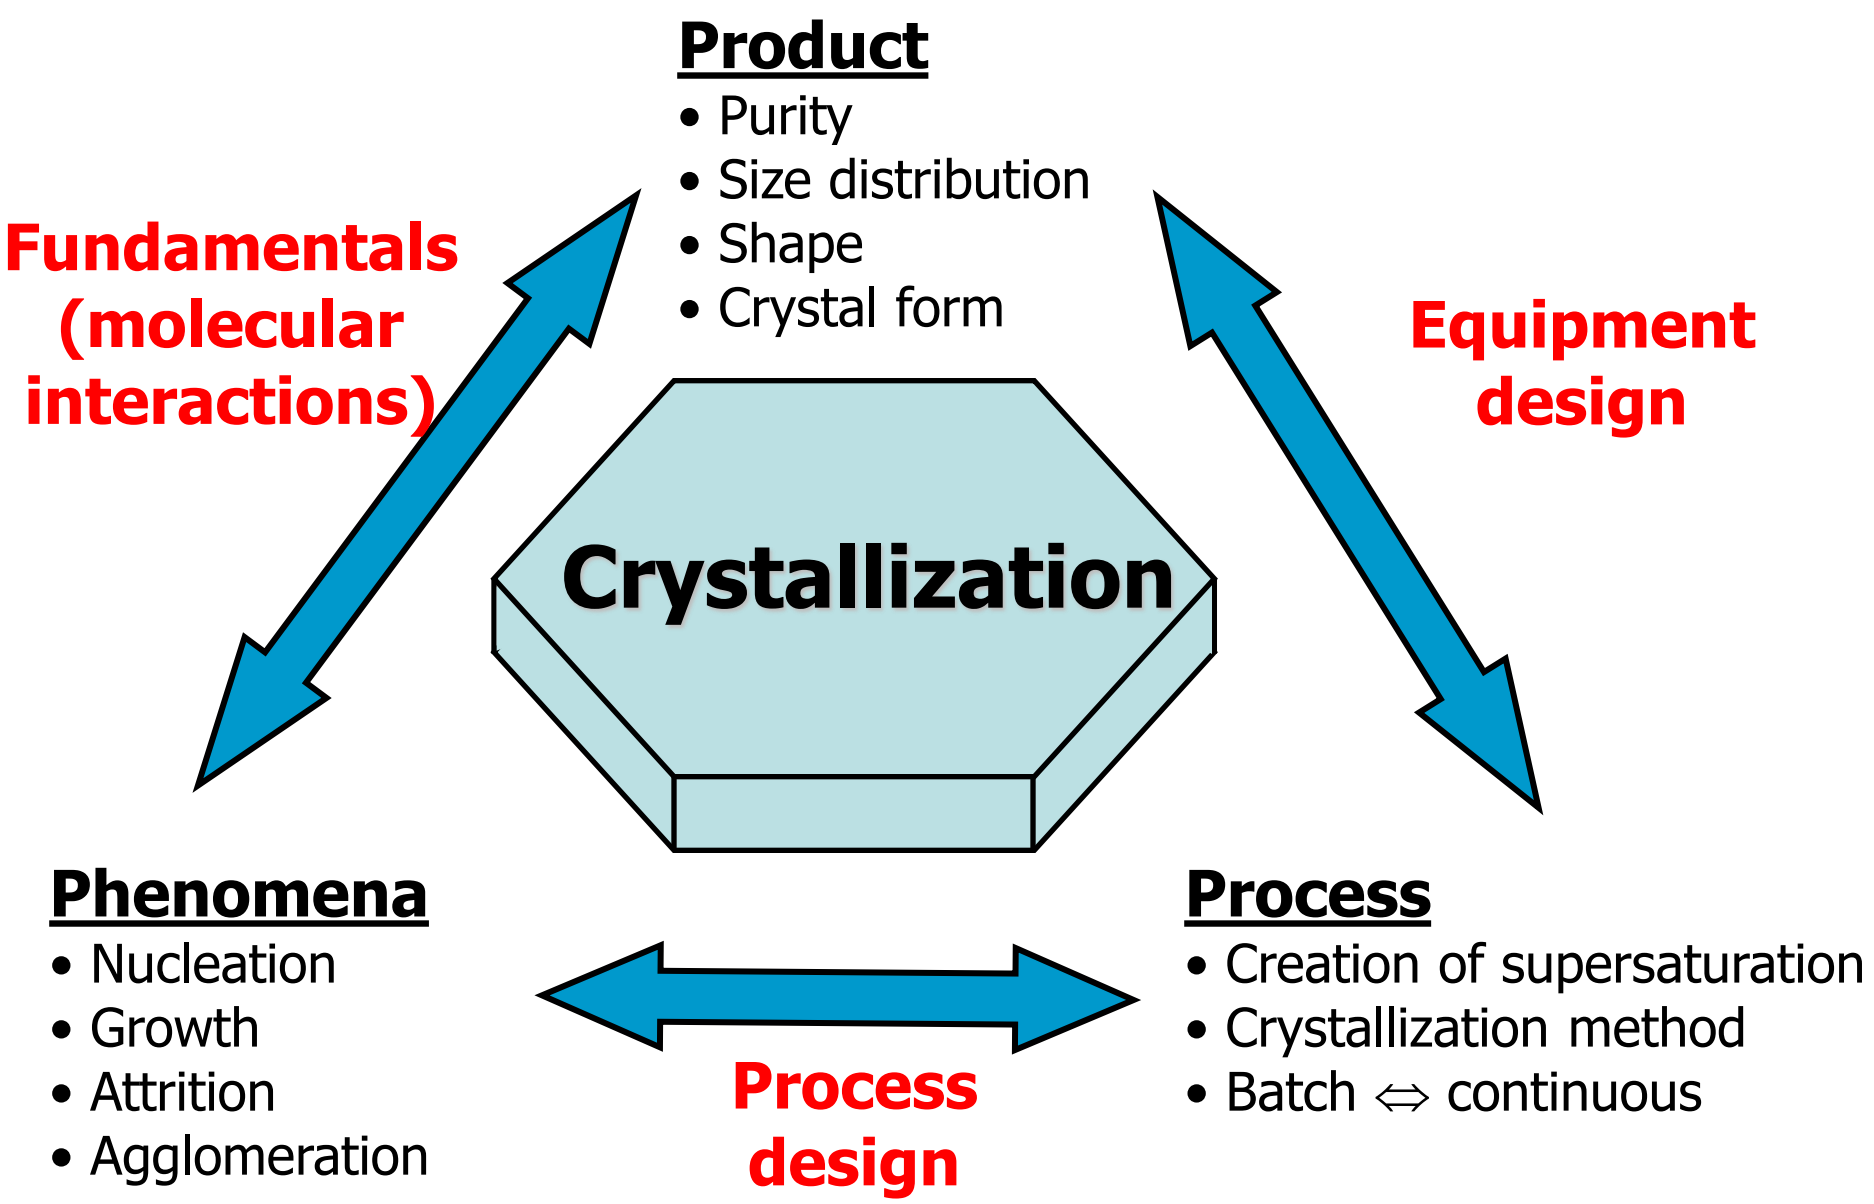 Product
• Purity
• Size distribution
• Shape
• Crystal form
Fundamentals
(molecular
interactions)
Equipment
design
Crystallization
Phenomena
• Nucleation
• Growth
• Attrition
• Agglomeration
Process
design
Process
• Creation of supersaturation
• Crystallization method
• Batch ⇔ continuous